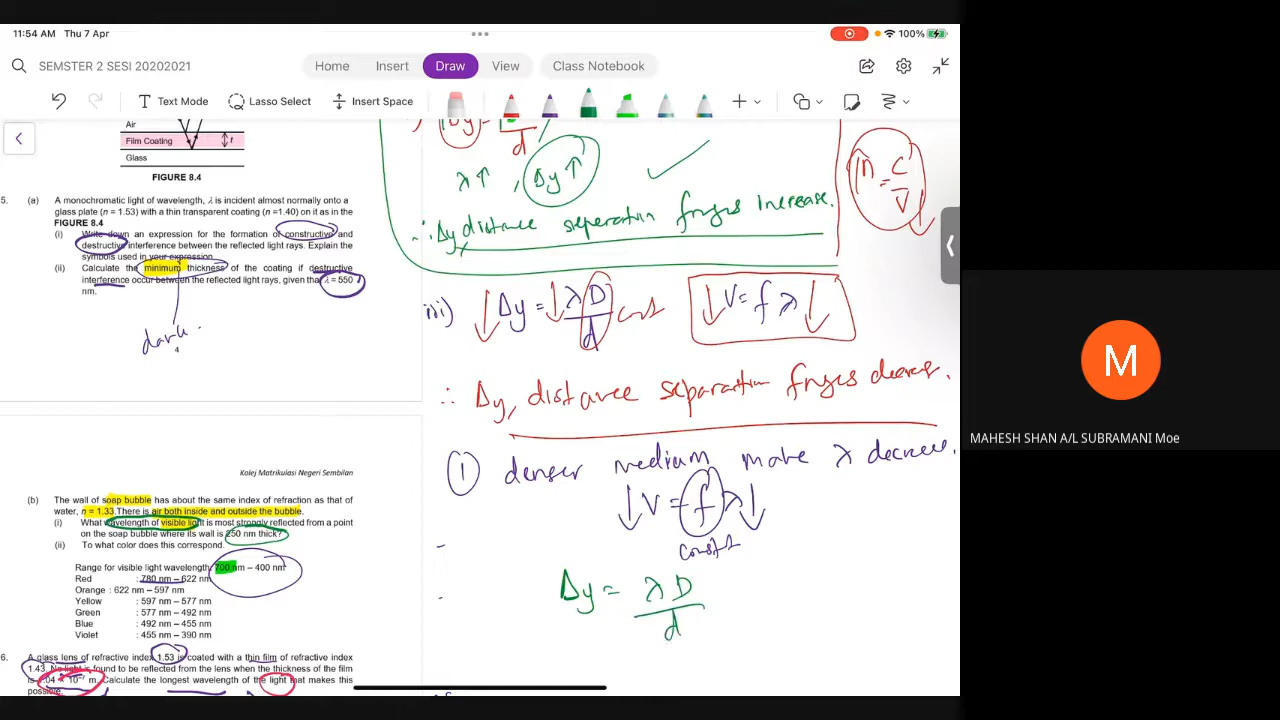 11:54 AM Thu 7 Apr
100%
SEMSTER 2 SESI 20202021
Home Insert Draw View Class Notebook
Text Mode Lasso Select Insert Space
Air
Film Coating t
Glass
FIGURE 8.4
5. (a) A monochromatic light of wavelength, λ is incident almost normally onto a
glass plate (n = 1.53) with a thin transparent coating (n =1.40) on it as in the
FIGURE 8.4
(i) Write down an expression for the formation of constructive and
destructive interference between the reflected light rays. Explain the
symbols used in your expression.
(ii) Calculate the minimum thickness of the coating if destructive
interference occur between the reflected light rays, given that λ = 550
nm.
dark
4
Kolej Matrikulasi Negeri Sembilan
(b) The wall of soap bubble has about the same index of refraction as that of
water, n = 1.33.There is air both inside and outside the bubble.
(i) What wavelength of visible light is most strongly reflected from a point
on the soap bubble where its wall is 250 nm thick?
(ii) To what color does this correspond.
Range for visible light wavelength: 700 nm – 400 nm
Red : 780 nm – 622 nm
Orange : 622 nm – 597 nm
Yellow : 597 nm – 577 nm
Green : 577 nm – 492 nm
Blue : 492 nm – 455 nm
Violet : 455 nm – 390 nm
6. A glass lens of refractive index 1.53 is coated with a thin film of refractive index
1.43. No light is found to be reflected from the lens when the thickness of the film
is m. Calculate the longest wavelength of the light that makes this
possible.
Δy =
d
λ↑ , Δy↑
∴ Δy distance seperation fringes increase.
n = C
V ↓
iii) ↓ Δy = ↓ λD const
d
↓ V = f λ ↓
∴ Δy, distance separation fringes decrease.
① denser medium make λ decrease.
↓ V = f λ ↓
const
Δy = λD
d
M
MAHESH SHAN A/L SUBRAMANI Moe